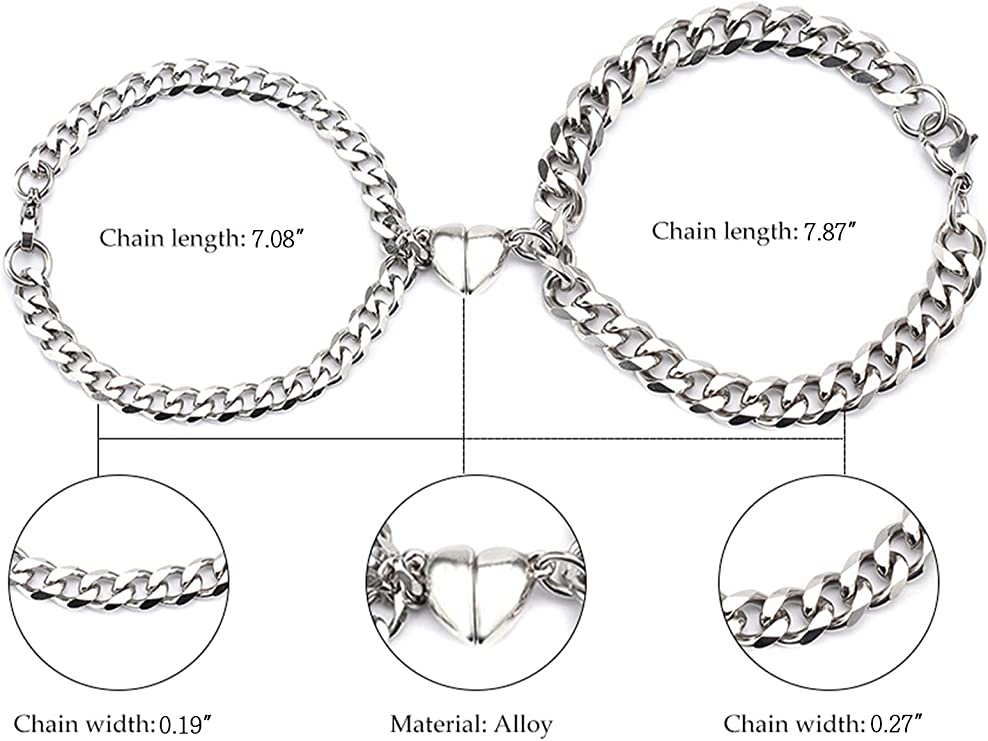 Chain length: 7.08″
Chain length: 7.87″
Chain width: 0.19″
Material: Alloy
Chain width: 0.27″